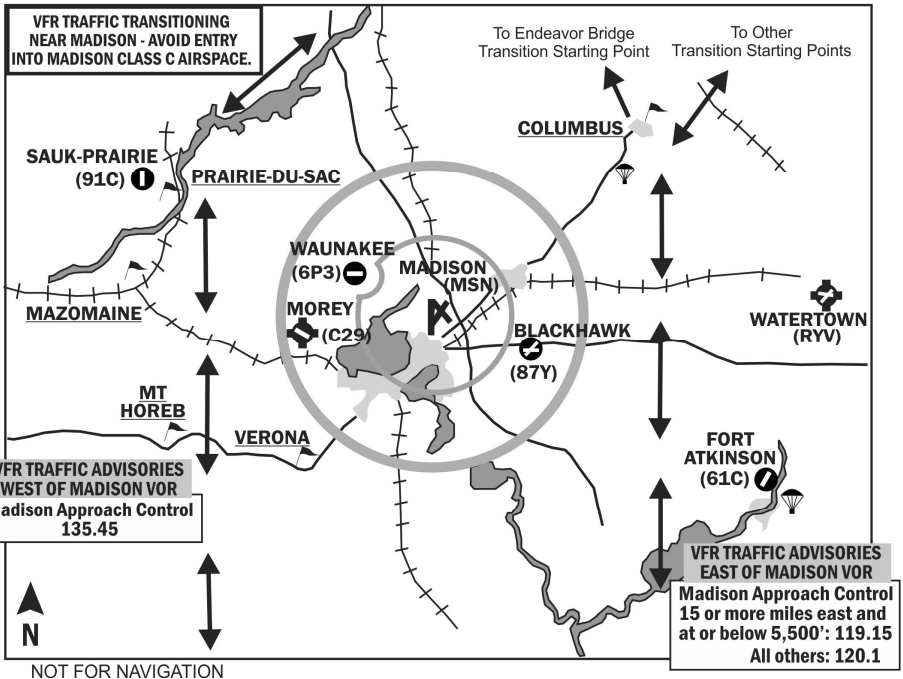 VFR TRAFFIC TRANSITIONING
NEAR MADISON - AVOID ENTRY
INTO MADISON CLASS C AIRSPACE.
To Endeavor Bridge
Transition Starting Point
To Other
Transition Starting Points
COLUMBUS
SAUK-PRAIRIE
(91C)
PRAIRIE-DU-SAC
WAUNAKEE
(6P3)
MADISON
(MSN)
MAZOMAINE
MOREY
(C29)
BLACKHAWK
(87Y)
WATERTOWN
(RYV)
MT
HOREB
VERONA
FORT
ATKINSON
(61C)
VFR TRAFFIC ADVISORIES
WEST OF MADISON VOR
adison Approach Control
135.45
VFR TRAFFIC ADVISORIES
EAST OF MADISON VOR
Madison Approach Control
15 or more miles east and
at or below 5,500’: 119.15
All others: 120.1
N
NOT FOR NAVIGATION